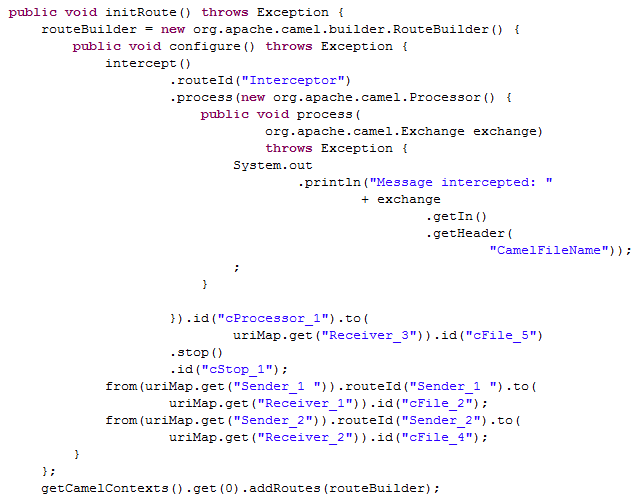 public void initRoute() throws Exception {
    routeBuilder = new org.apache.camel.builder.RouteBuilder() {
        public void configure() throws Exception {
            intercept()
                    .routeId("Interceptor")
                    .process(new org.apache.camel.Processor() {
                        public void process(
                                org.apache.camel.Exchange exchange)
                                throws Exception {
                            System.out
                                    .println("Message intercepted: "
                                            + exchange
                                                    .getIn()
                                                    .getHeader(
                                                            "CamelFileName"));
                            ;
                        }

                    }).id("cProcessor_1").to(
                            uriMap.get("Receiver_3")).id("cFile_5")
                    .stop()
                    .id("cStop_1");
            from(uriMap.get("Sender_1 ")).routeId("Sender_1 ").to(
                    uriMap.get("Receiver_1")).id("cFile_2");
            from(uriMap.get("Sender_2")).routeId("Sender_2").to(
                    uriMap.get("Receiver_2")).id("cFile_4");
        }
    };
    getCamelContexts().get(0).addRoutes(routeBuilder);